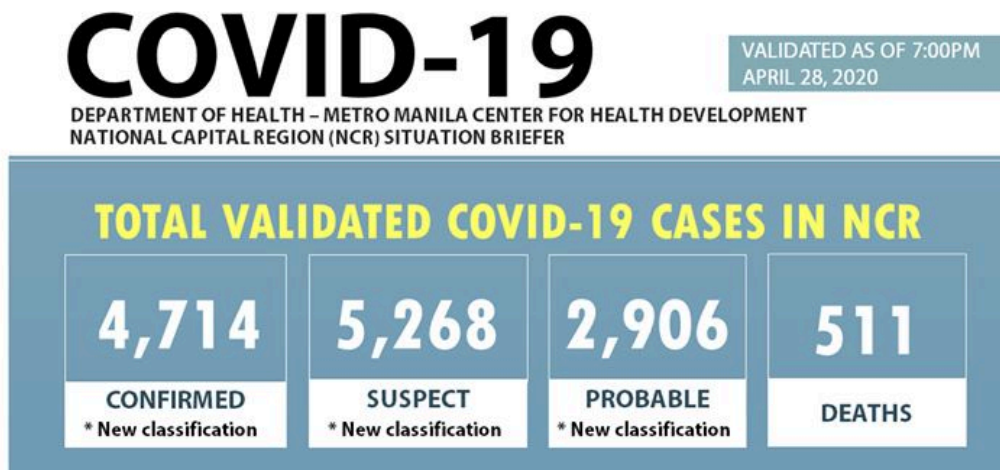 COVID-19
VALIDATED AS OF 7:00PM
APRIL 28, 2020
DEPARTMENT OF HEALTH – METRO MANILA CENTER FOR HEALTH DEVELOPMENT
NATIONAL CAPITAL REGION (NCR) SITUATION BRIEFER
TOTAL VALIDATED COVID-19 CASES IN NCR
4,714
CONFIRMED
* New classification
5,268
SUSPECT
* New classification
2,906
PROBABLE
* New classification
511
DEATHS